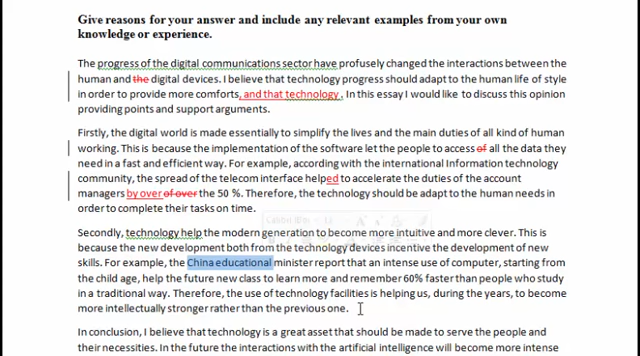 Give reasons for your answer and include any relevant examples from your own
knowledge or experience.
The progress of the digital communications sector have profusely changed the interactions between the
human and the digital devices. I believe that technology progress should adapt to the human life of style
in order to provide more comforts, and that technology . In this essay I would like to discuss this opinion
providing points and support arguments.
Firstly, the digital world is made essentially to simplify the lives and the main duties of all kind of human
working. This is because the implementation of the software let the people to access of all the data they
need in a fast and efficient way. For example, according with the international Information technology
community, the spread of the telecom interface helped to accelerate the duties of the account
managers by over of over the 50 %. Therefore, the technology should be adapt to the human needs in
order to complete their tasks on time.
Secondly, technology help the modern generation to become more intuitive and more clever. This is
because the new development both from the technology devices incentive the development of new
skills. For example, the China educational minister report that an intense use of computer, starting from
the child age, help the future new class to learn more and remember 60% faster than people who study
in a traditional way. Therefore, the use of technology facilities is helping us, during the years, to become
more intellectually stronger rather than the previous one.
In conclusion, I believe that technology is a great asset that should be made to serve the people and
their necessities. In the future the interactions with the artificial intelligence will become more intense